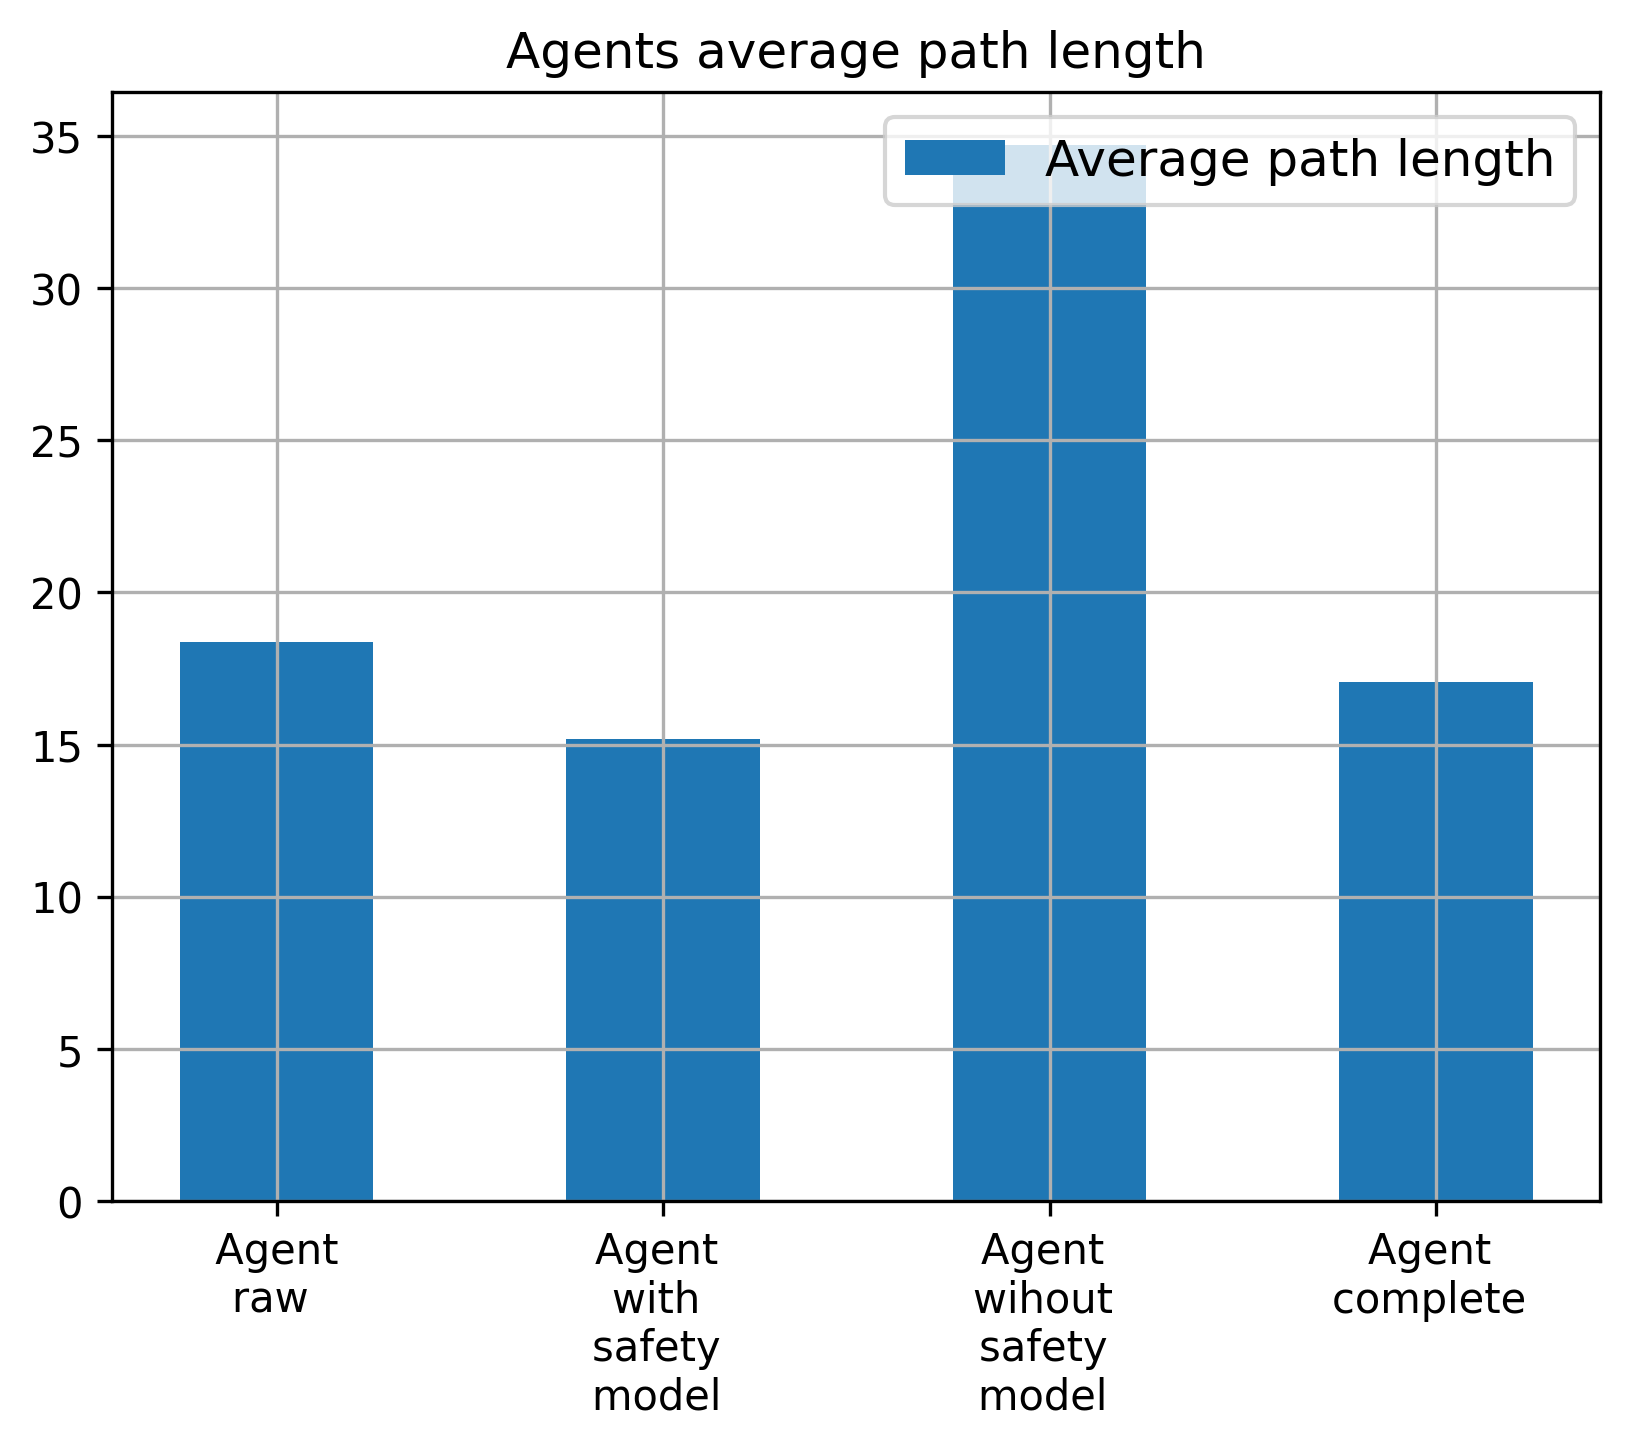 Agents average path length
Average path length
35
30
25
20
15
10
5
0
Agent
raw
Agent
with
safety
model
Agent
wihout
safety
model
Agent
complete